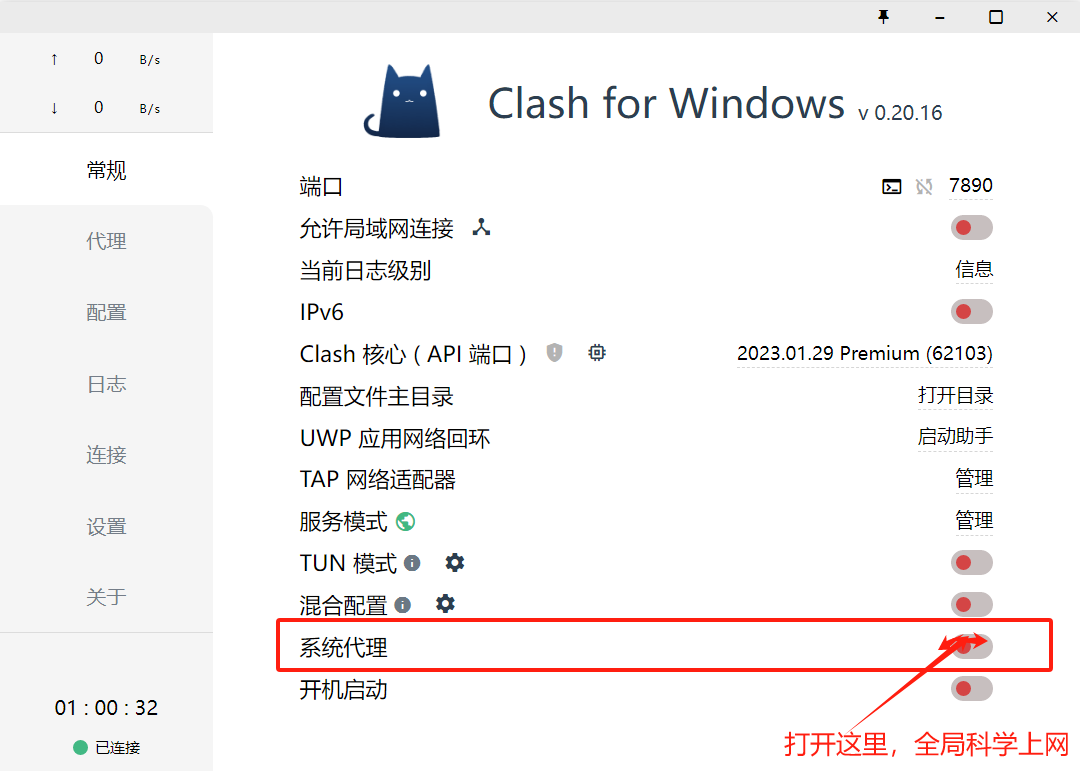 ↑ 0 B/s
↓ 0 B/s
常规
代理
配置
日志
连接
设置
关于
01 : 00 : 32
已连接
Clash for Windows v 0.20.16
端口 7890
允许局域网连接
当前日志级别 信息
IPv6
Clash 核心 ( API 端口 ) 2023.01.29 Premium (62103)
配置文件主目录 打开目录
UWP 应用网络回环 启动助手
TAP 网络适配器 管理
服务模式 管理
TUN 模式
混合配置
系统代理
开机启动
打开这里，全局科学上网